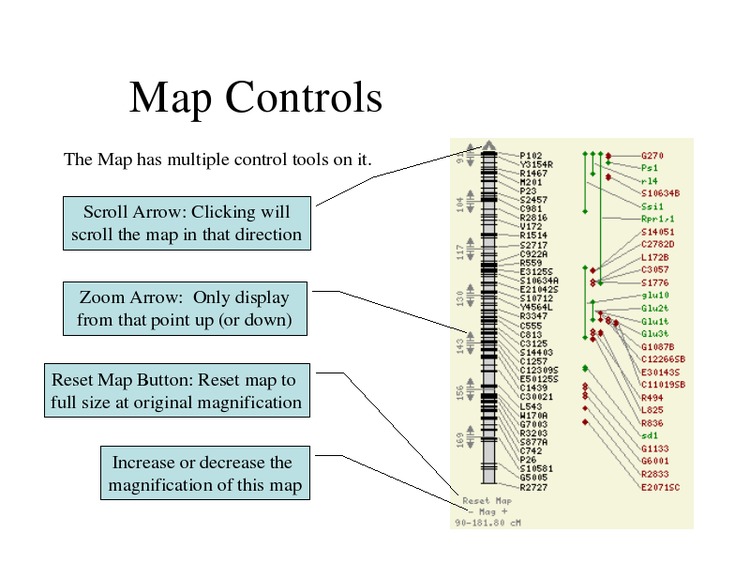 Map Controls
The Map has multiple control tools on it.
Scroll Arrow: Clicking will
scroll the map in that direction
Zoom Arrow: Only display
from that point up (or down)
Reset Map Button: Reset map to
full size at original magnification
Increase or decrease the
magnification of this map
91
104
117
130
143
156
169
P102
Y3154R
R1467
M201
P23
S2457
C981
R2816
V172
R1514
S2717
C922A
R559
E3125S
S10634A
E21042S
S10712
Y4564L
R3347
C555
C813
C3125
S14403
C1257
C12309S
E50125S
C1439
C30021
L543
W170A
G7003
R3203
S877A
C742
P26
S10581
G5005
R2727
G270
Ps1
rl4
S10634B
Ssi1
Rpr1,1
S14051
C2782D
L172B
C3057
S1776
glu10
Glu2t
Glu1t
Glu3t
G1087B
C12266SB
E30143S
C11019SB
R494
L825
R836
sd1
G1133
G6001
R2833
E2071SC
Reset Map
- Mag +
90-181.80 cM